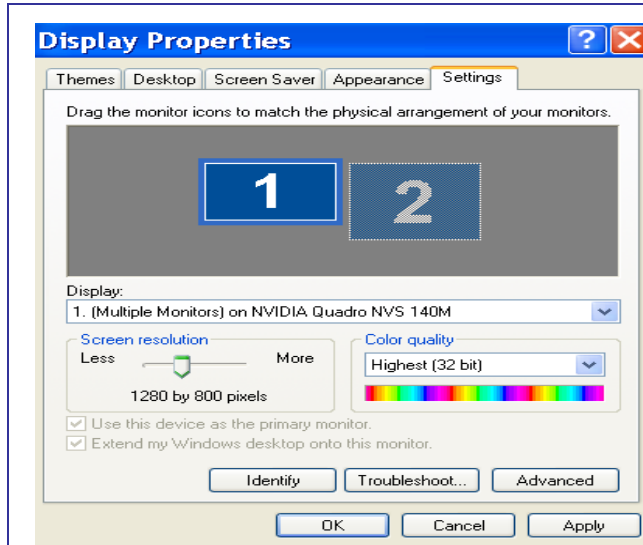 Display Properties
Themes Desktop Screen Saver Appearance Settings
Drag the monitor icons to match the physical arrangement of your monitors.
1 2
Display:
1. (Multiple Monitors) on NVIDIA Quadro NVS 140M
Screen resolution Color quality
Less More Highest (32 bit)
1280 by 800 pixels
Use this device as the primary monitor.
Extend my Windows desktop onto this monitor.
Identify Troubleshoot... Advanced
OK Cancel Apply